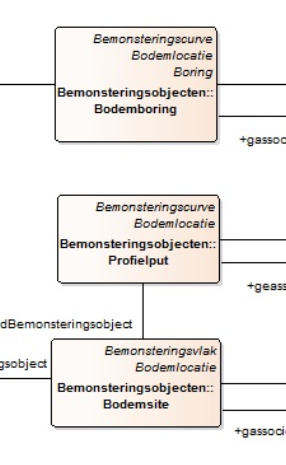 Bemonsteringscurve
Bodemlocatie
Boring
Bemonsteringsobjecten::
Bodemboring
+gassoc
Bemonsteringscurve
Bodemlocatie
Bemonsteringsobjecten::
Profielput
+geass
dBemonsteringsobject
Bemonsteringsvlak
Bodemlocatie
gsobject
Bemonsteringsobjecten::
Bodemsite
+gassoci